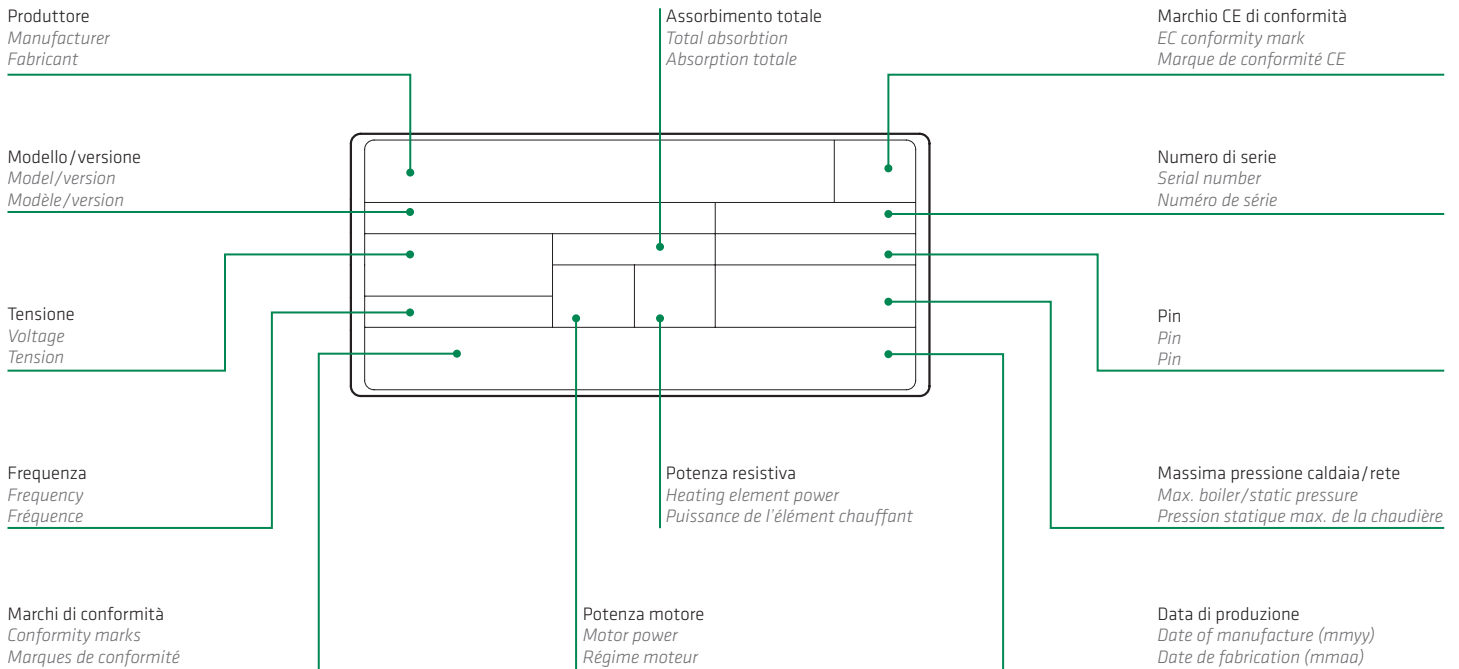 Produttore
Manufacturer
Fabricant
Assorbimento totale
Total absorbtion
Absorption totale
Marchio CE di conformità
EC conformity mark
Marque de conformité CE
Modello/versione
Model/version
Modèle/version
Numero di serie
Serial number
Numéro de série
Tensione
Voltage
Tension
Pin
Pin
Pin
Frequenza
Frequency
Fréquence
Potenza resistiva
Heating element power
Puissance de l'élément chauffant
Massima pressione caldaia/rete
Max. boiler/static pressure
Pression statique max. de la chaudière
Marchi di conformità
Conformity marks
Marques de conformité
Potenza motore
Motor power
Régime moteur
Data di produzione
Date of manufacture (mmyy)
Date de fabrication (mmaa)